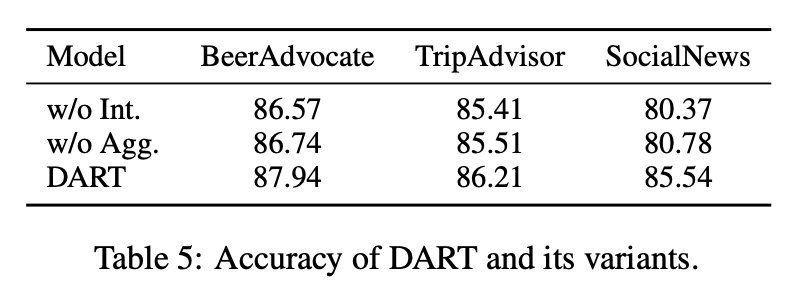 Model BeerAdvocate TripAdvisor SocialNews
w/o Int. 86.57 85.41 80.37
w/o Agg. 86.74 85.51 80.78
DART 87.94 86.21 85.54
Table 5: Accuracy of DART and its variants.